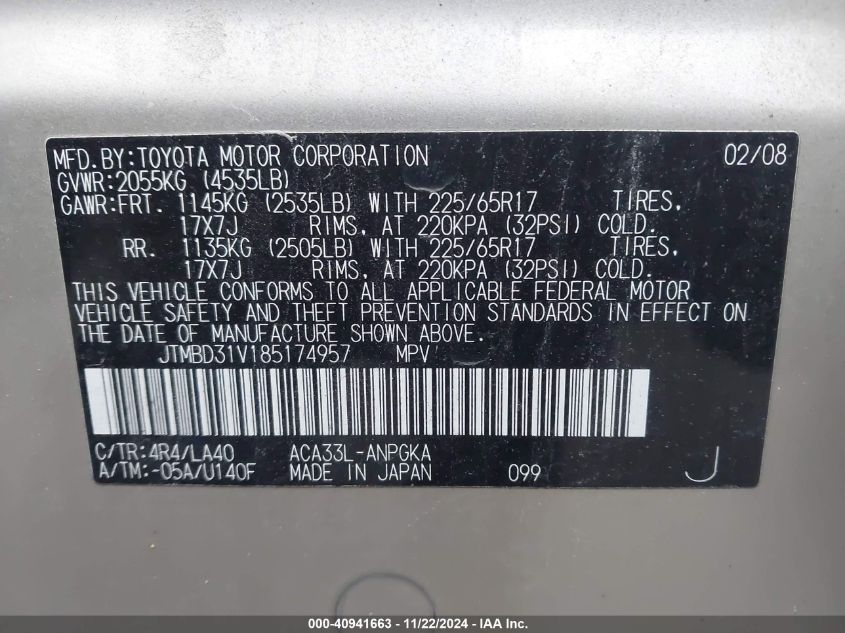 MFD.BY:TOYOTA MOTOR CORPORATION 02/08
GVWR:2055KG (4535LB)
GAWR:FRT. 1145KG (2535LB) WITH 225/65R17 TIRES,
17X7J RIMS, AT 220KPA (32PSI) COLD.
RR. 1135KG (2505LB) WITH 225/65R17 TIRES,
17X7J RIMS, AT 220KPA (32PSI) COLD.
THIS VEHICLE CONFORMS TO ALL APPLICABLE FEDERAL MOTOR
VEHICLE SAFETY AND THEFT PREVENTION STANDARDS IN EFFECT ON
THE DATE OF MANUFACTURE SHOWN ABOVE.
JTMBD31V185174957 MPV
C/TR:4R4/LA40 ACA33L-ANPGKA
A/TM:-05A/U140F MADE IN JAPAN 099 J
000-40941663 - 11/22/2024 - IAA Inc.